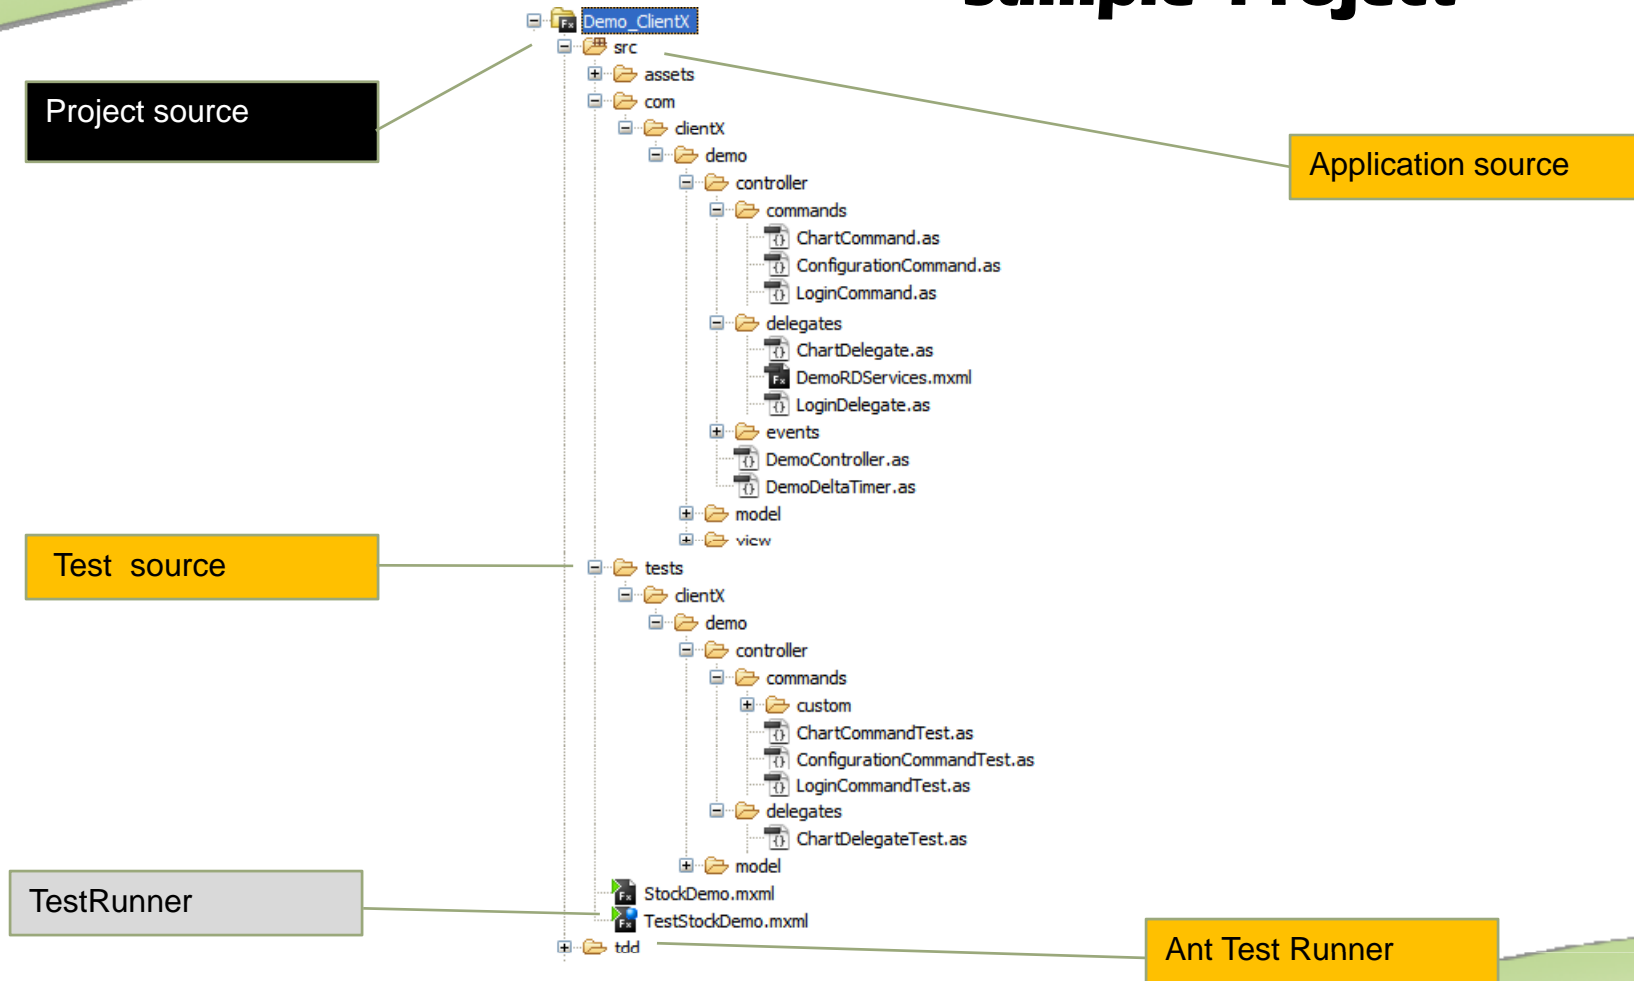 Sample Project
Demo_ClientX
src
assets
com
clientX
demo
controller
commands
ChartCommand.as
ConfigurationCommand.as
LoginCommand.as
delegates
ChartDelegate.as
DemoRDServices.mxml
LoginDelegate.as
events
DemoController.as
DemoDeltaTimer.as
model
view
tests
clientX
demo
controller
commands
custom
ChartCommandTest.as
ConfigurationCommandTest.as
LoginCommandTest.as
delegates
ChartDelegateTest.as
model
StockDemo.mxml
TestStockDemo.mxml
tdd
Project source
Application source
Test source
TestRunner
Ant Test Runner